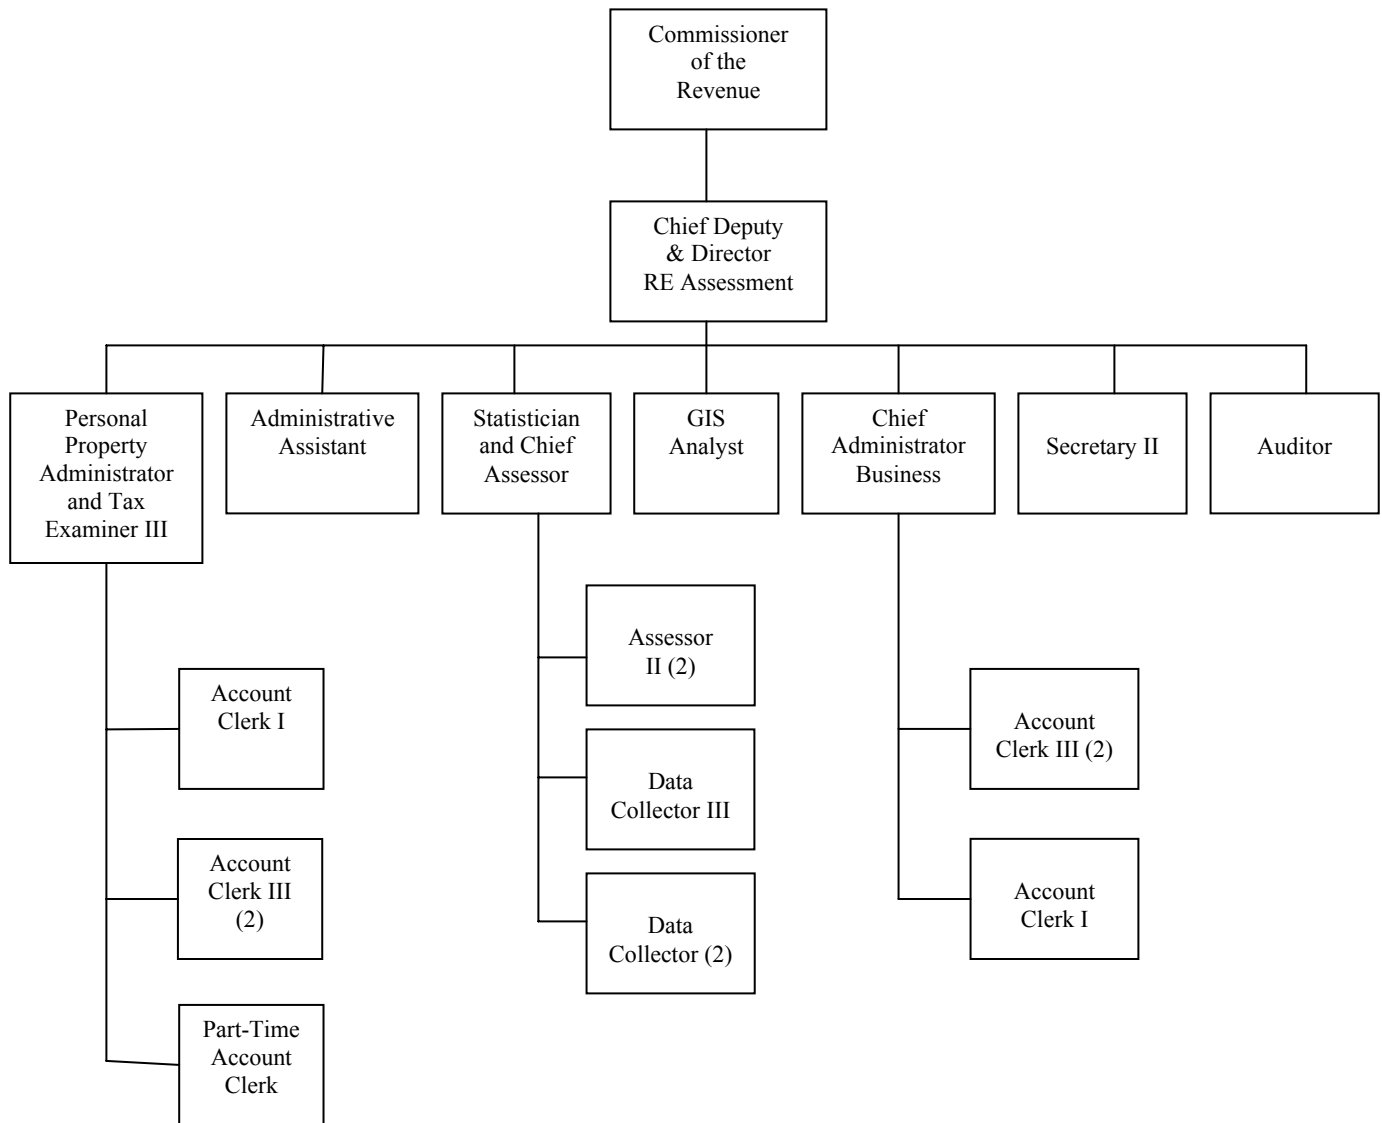 Commissioner
of the
Revenue
Chief Deputy
& Director
RE Assessment
Personal
Property
Administrator
and Tax
Examiner III
Administrative
Assistant
Statistician
and Chief
Assessor
GIS
Analyst
Chief
Administrator
Business
Secretary II
Auditor
Account
Clerk I
Account
Clerk III
(2)
Part-Time
Account
Clerk
Assessor
II (2)
Data
Collector III
Data
Collector (2)
Account
Clerk III (2)
Account
Clerk I